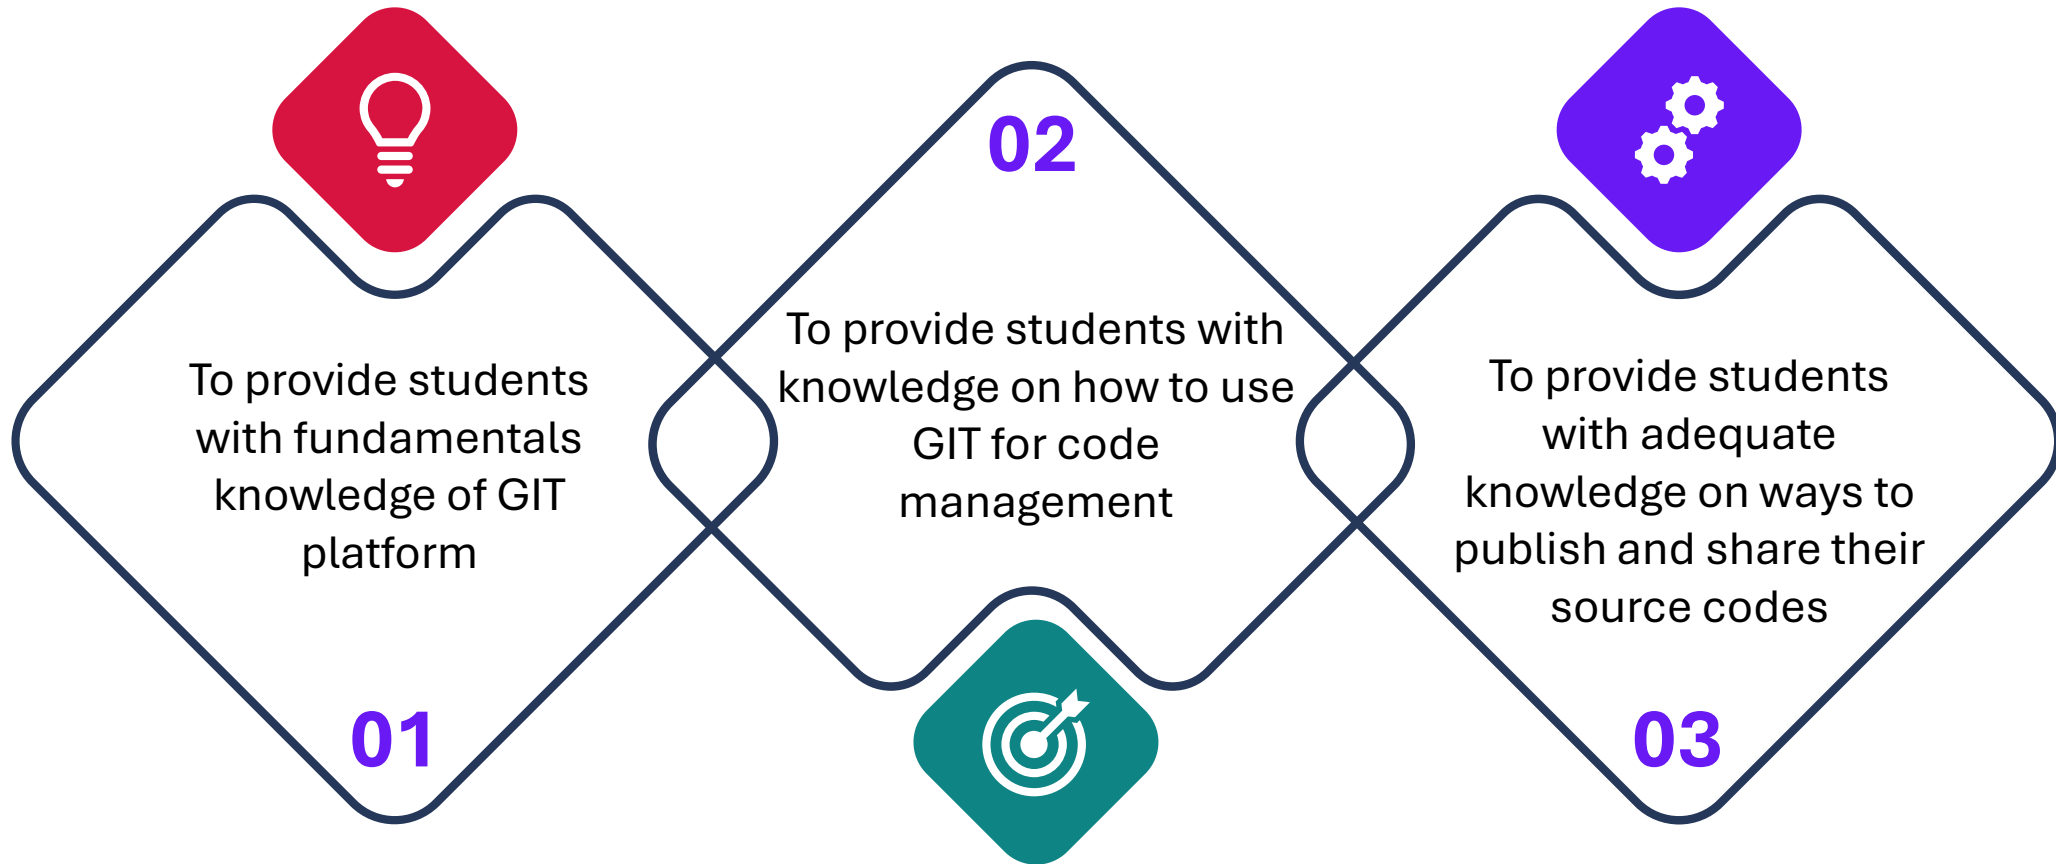 To provide students
with fundamentals
knowledge of GIT
platform
01
02
To provide students with
knowledge on how to use
GIT for code
management
To provide students
with adequate
knowledge on ways to
publish and share their
source codes
03